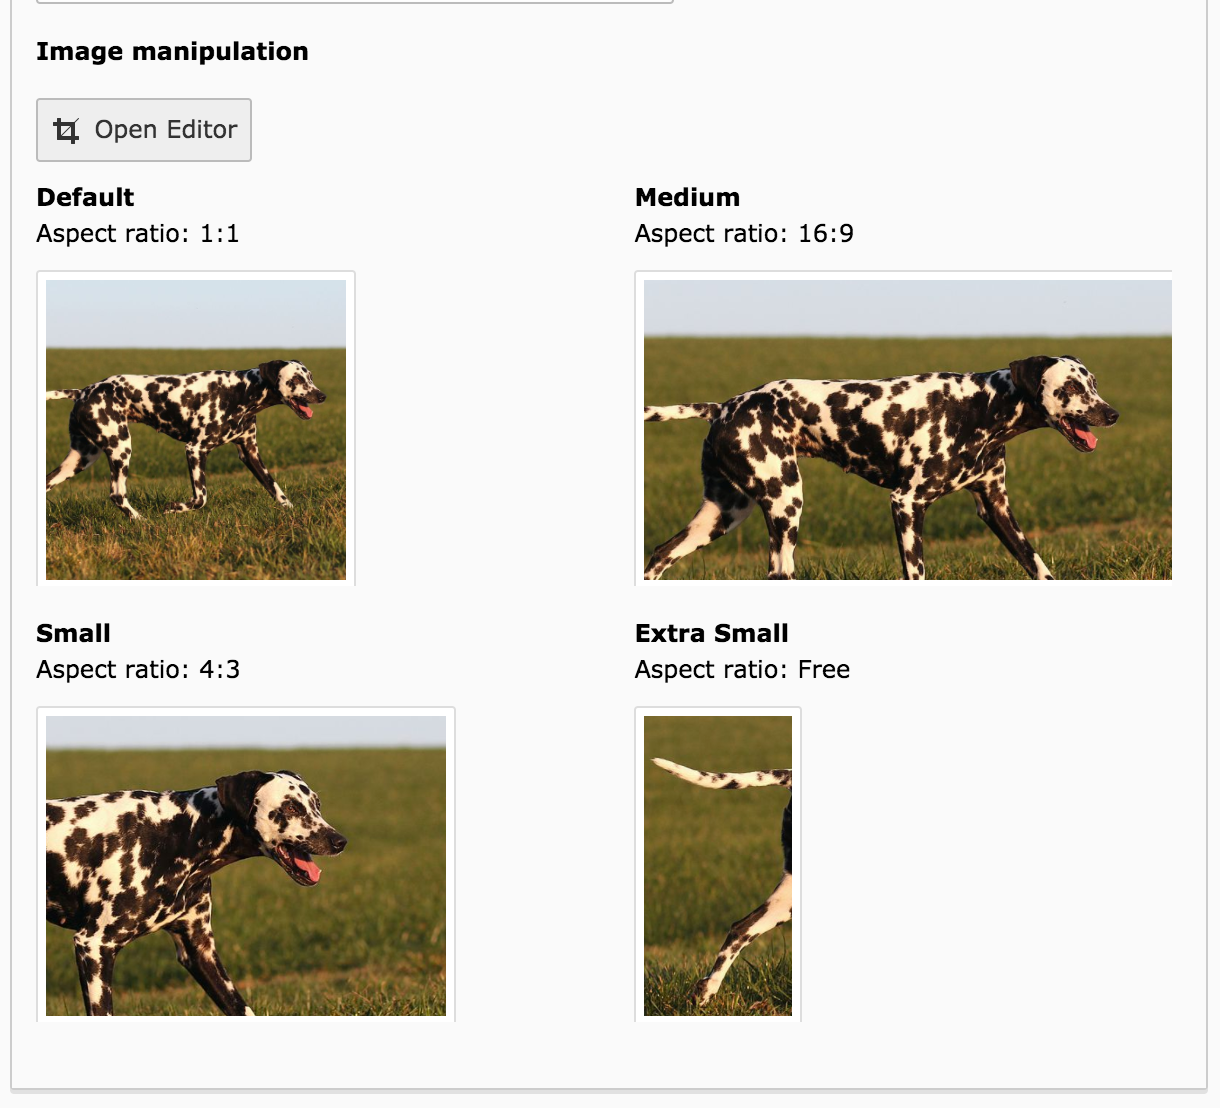 Image manipulation
Open Editor
Default
Aspect ratio: 1:1
Medium
Aspect ratio: 16:9
Small
Aspect ratio: 4:3
Extra Small
Aspect ratio: Free